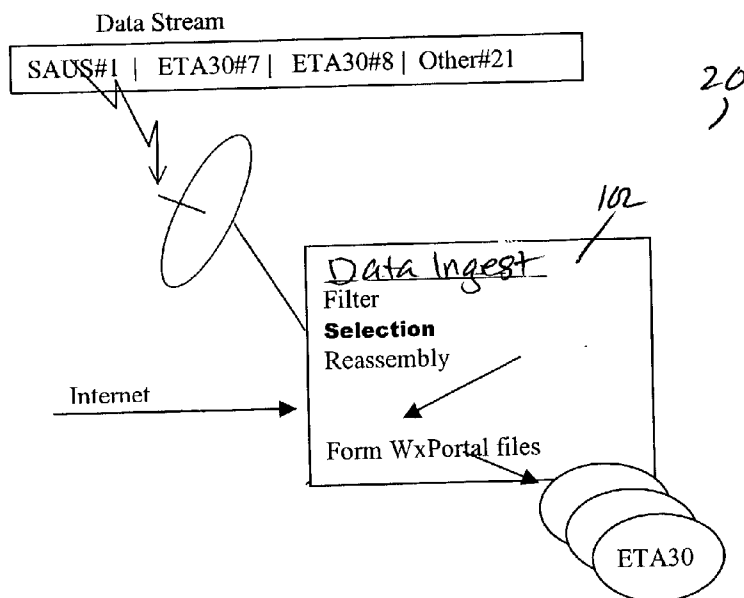 Data Stream
SAUS#1 | ETA30#7 | ETA30#8 | Other#21
20
102
Data Ingest
Filter
Selection
Reassembly
Internet
Form WxPortal files
ETA30